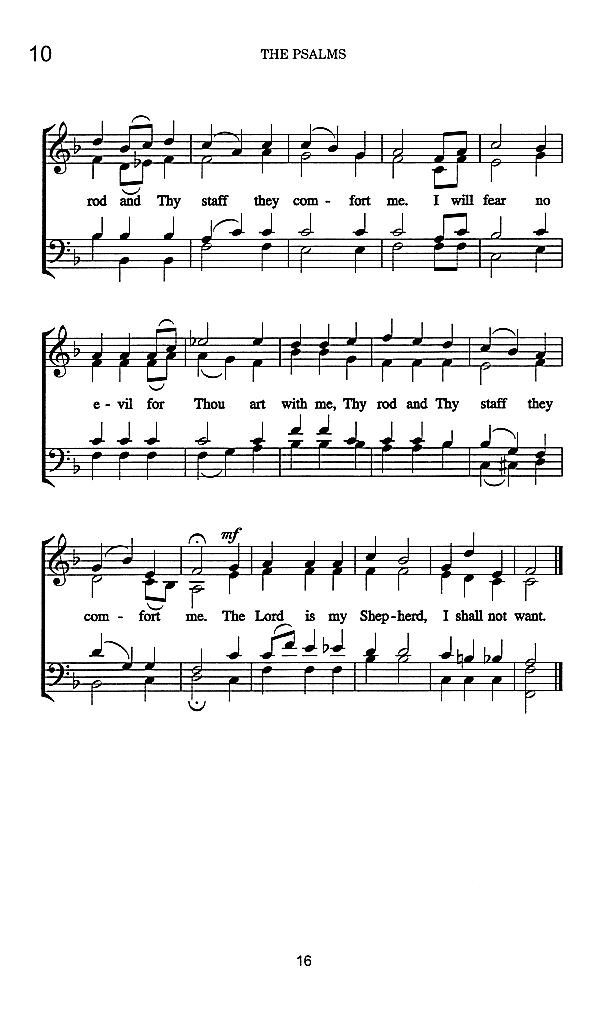 10
THE PSALMS
rod and Thy staff they com - fort me. I will fear no
e - vil for Thou art with me, Thy rod and Thy staff they
mf
com - fort me. The Lord is my Shep-herd, I shall not want.
16